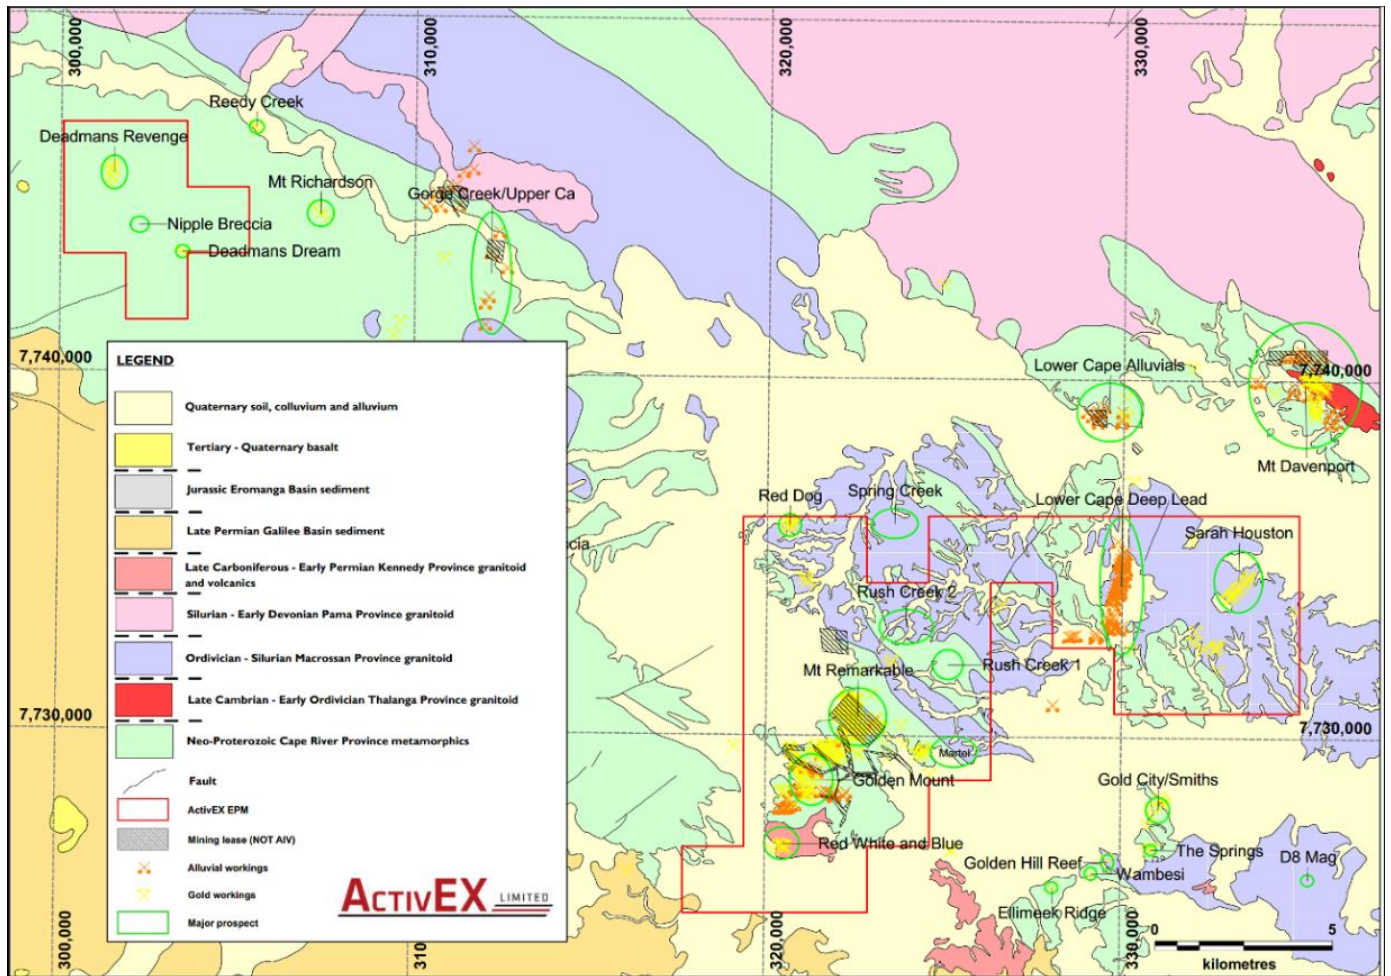 300,000
310,000
320,000
330,000
Reedy Creek
Deadmans Revenge
Mt Richardson
Gorge Creek/Upper Ca
Nipple Breccia
Deadmans Dream
7,740,000
Lower Cape Alluvials
7,740,000
Mt Davenport
LEGEND
Quaternary soil, colluvium and alluvium
Tertiary - Quaternary basalt
Jurassic Eromanga Basin sediment
Late Permian Galilee Basin sediment
Late Carboniferous - Early Permian Kennedy Province granitoid
and volcanics
Silurian - Early Devonian Pama Province granitoid
Ordivician - Silurian Macrossan Province granitoid
Late Cambrian - Early Ordivician Thalanga Province granitoid
Neo-Proterozoic Cape River Province metamorphics
Fault
ActivEX EPM
Mining lease (NOT AIV)
Alluvial workings
Gold workings
Major prospect
ACTIVEX LIMITED
Red Dog
Spring Creek
Lower Cape Deep Lead
Sarah Houston
cia
Rush Creek 2
Rush Creek 1
Mt Remarkable
7,730,000
7,730,000
Martel
Golden Mount
Gold City/Smiths
Red White and Blue
The Springs
Golden Hill Reef
Wambesi
D8 Mag
Ellimeek Ridge
300,000
310
320,000
330,000
0
5
kilometres